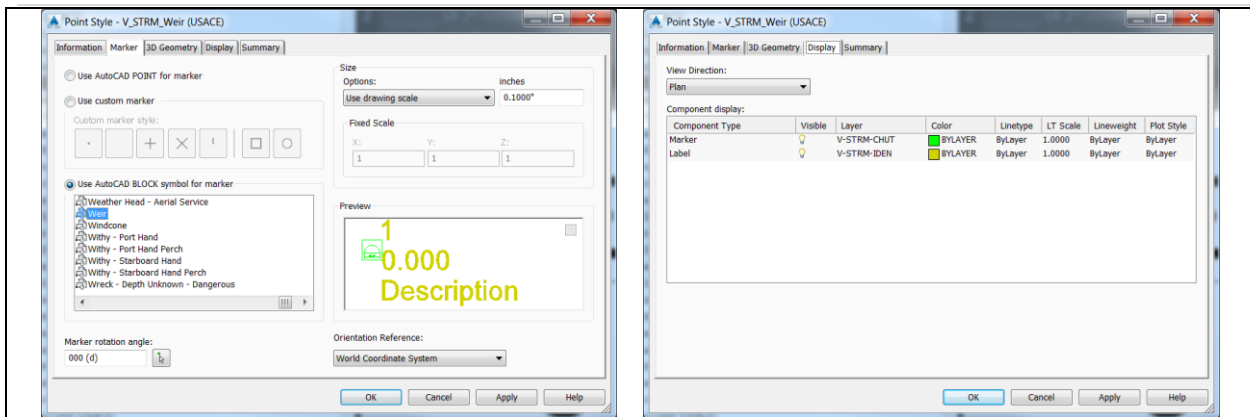 Point Style - V_STRM_Weir (USACE)
Information Marker 3D Geometry Display Summary
Use AutoCAD POINT for marker
Use custom marker
Custom marker style:
Use AutoCAD BLOCK symbol for marker
Weather Head - Aerial Service
Weir
Windcone
Withy - Port Hand
Withy - Port Hand Perch
Withy - Starboard Hand
Withy - Starboard Hand Perch
Wreck - Depth Unknown - Dangerous
Marker rotation angle:
000 (d)
Size
Options: inches
Use drawing scale 0.1000"
Fixed Scale
X: Y: Z:
1 1 1
Preview
1
0.000
Description
Orientation Reference:
World Coordinate System
OK Cancel Apply Help
Point Style - V_STRM_Weir (USACE)
Information Marker 3D Geometry Display Summary
View Direction:
Plan
Component display:
Component Type Visible Layer Color Linetype LT Scale Lineweight Plot Style
Marker V-STRM-CHUT BYLAYER ByLayer 1.0000 ByLayer ByLayer
Label V-STRM-IDEN BYLAYER ByLayer 1.0000 ByLayer ByLayer
OK Cancel Apply Help